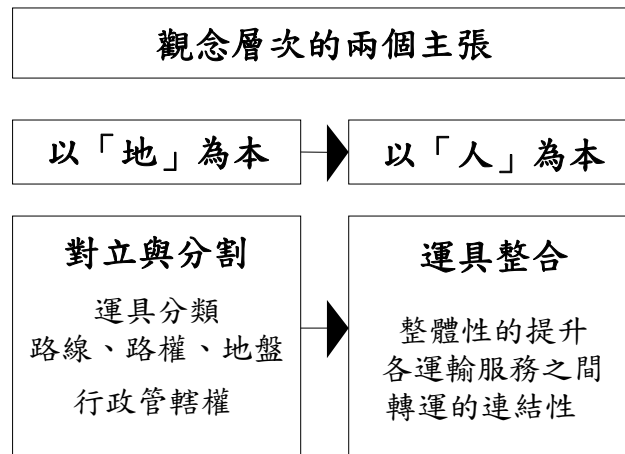 觀念層次的兩個主張
以「地」為本
以「人」為本
對立與分割
運具分類
路線、路權、地盤
行政管轄權
運具整合
整體性的提升
各運輸服務之間
轉運的連結性